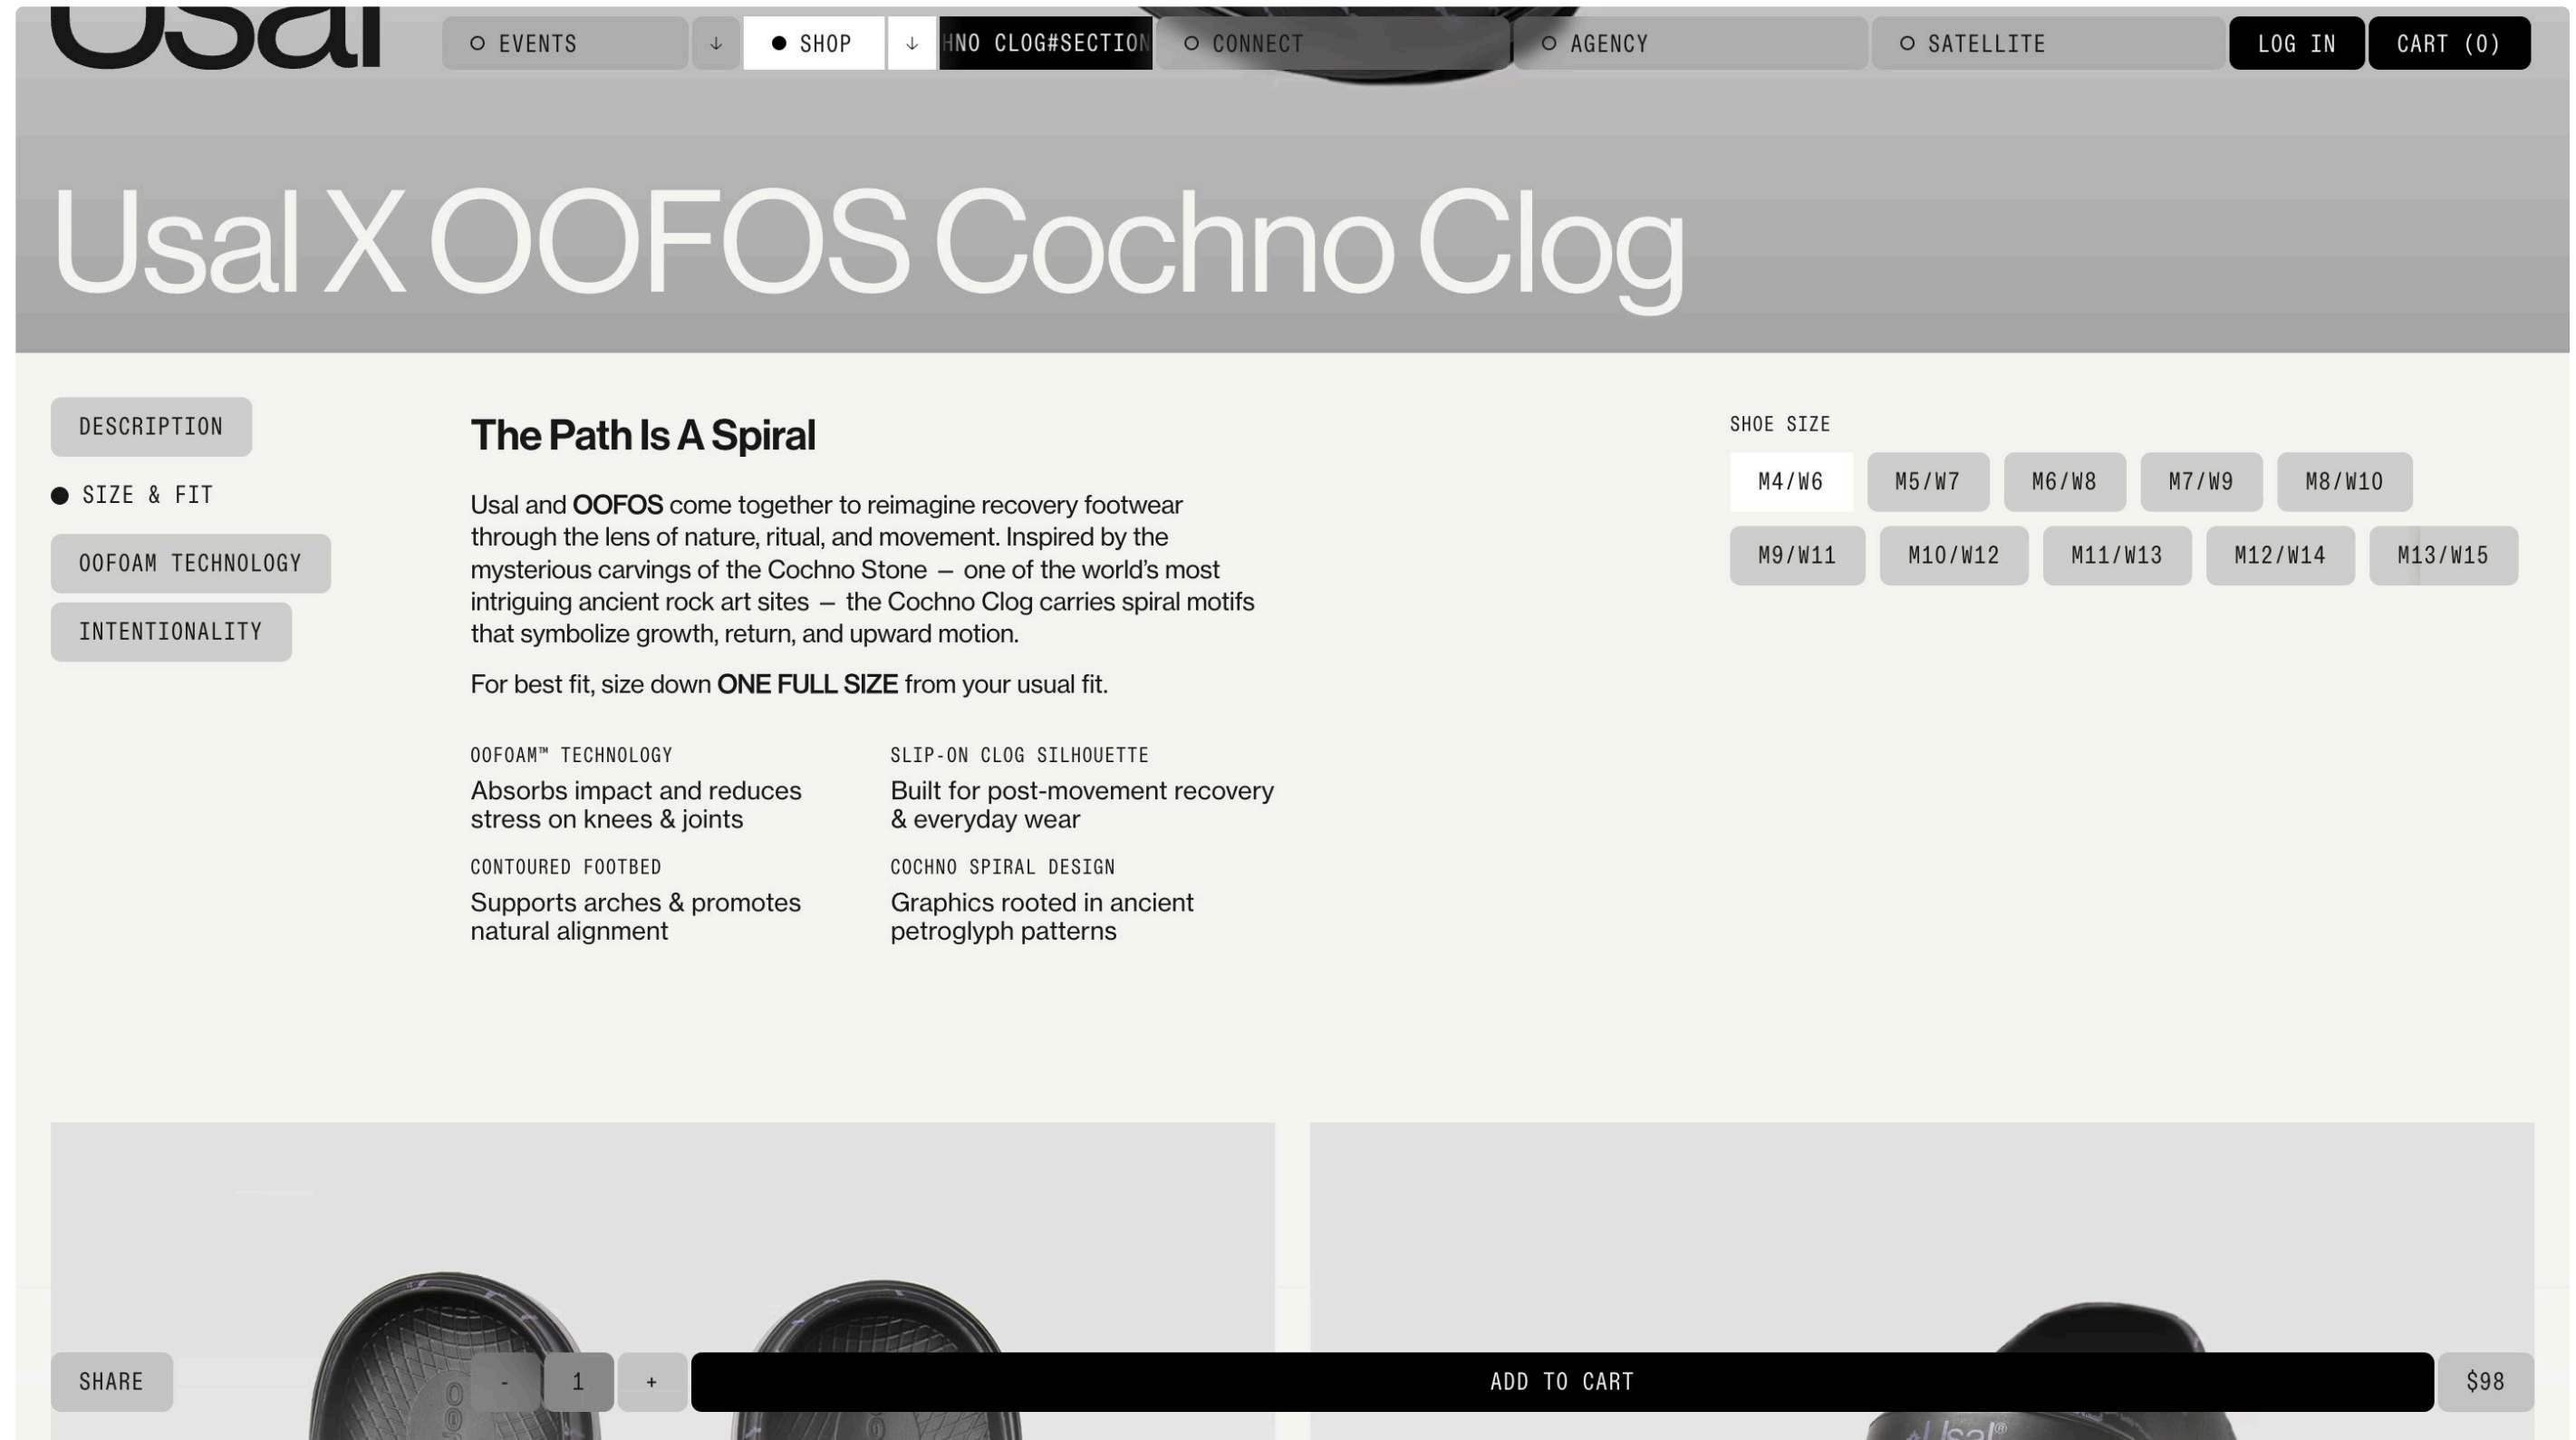 Usal
EVENTS
↓
SHOP
↓
HNO CLOG#SECTION
CONNECT
AGENCY
SATELLITE
LOG IN
CART (0)
Usal X OOFOS Cochno Clog
DESCRIPTION
SIZE & FIT
OOFOAM TECHNOLOGY
INTENTIONALITY
The Path Is A Spiral
Usal and OOFOS come together to reimagine recovery footwear
through the lens of nature, ritual, and movement. Inspired by the
mysterious carvings of the Cochno Stone — one of the world’s most
intriguing ancient rock art sites — the Cochno Clog carries spiral motifs
that symbolize growth, return, and upward motion.
For best fit, size down ONE FULL SIZE from your usual fit.
OOFOAM™ TECHNOLOGY
Absorbs impact and reduces
stress on knees & joints
SLIP-ON CLOG SILHOUETTE
Built for post-movement recovery
& everyday wear
CONTOURED FOOTBED
Supports arches & promotes
natural alignment
COCHNO SPIRAL DESIGN
Graphics rooted in ancient
petroglyph patterns
SHOE SIZE
M4/W6
M5/W7
M6/W8
M7/W9
M8/W10
M9/W11
M10/W12
M11/W13
M12/W14
M13/W15
SHARE
-
1
+
ADD TO CART
$98
Usal®